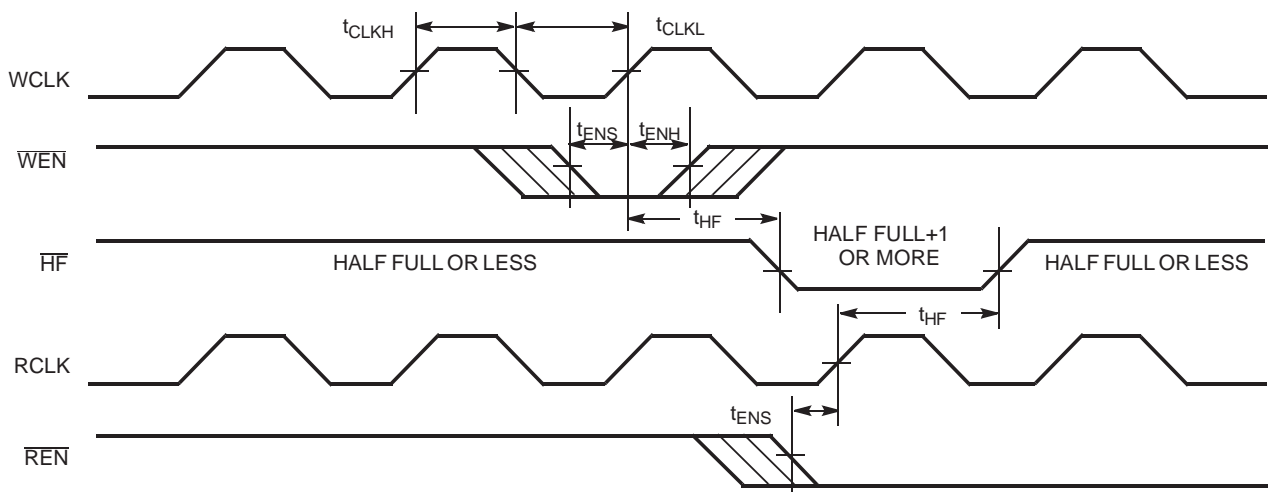 tCLKH
tCLKL
WCLK
tENS
tENH
WEN
tHF
HF
HALF FULL OR LESS
HALF FULL+1
OR MORE
HALF FULL OR LESS
tHF
RCLK
tENS
REN